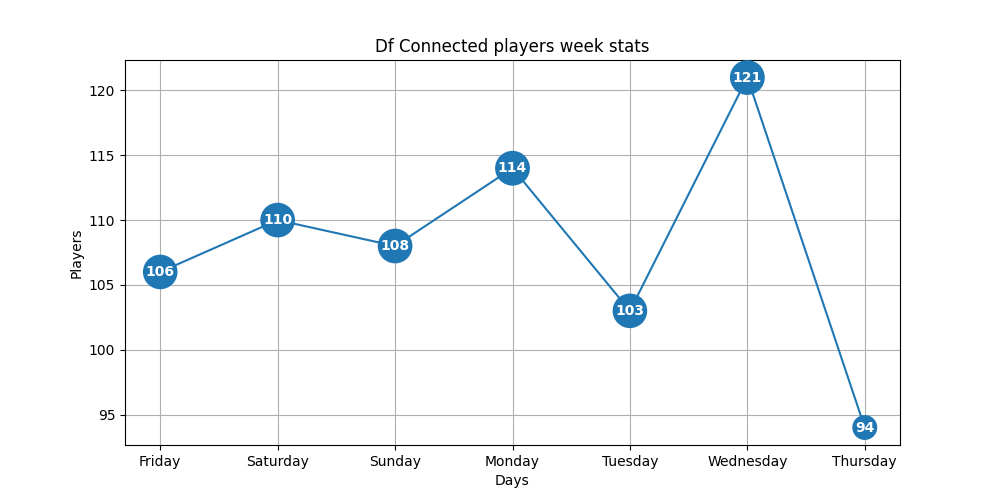 Df Connected players week stats
120
115
110
105
100
95
Players
106
110
108
114
103
121
94
Friday
Saturday
Sunday
Monday
Tuesday
Wednesday
Thursday
Days